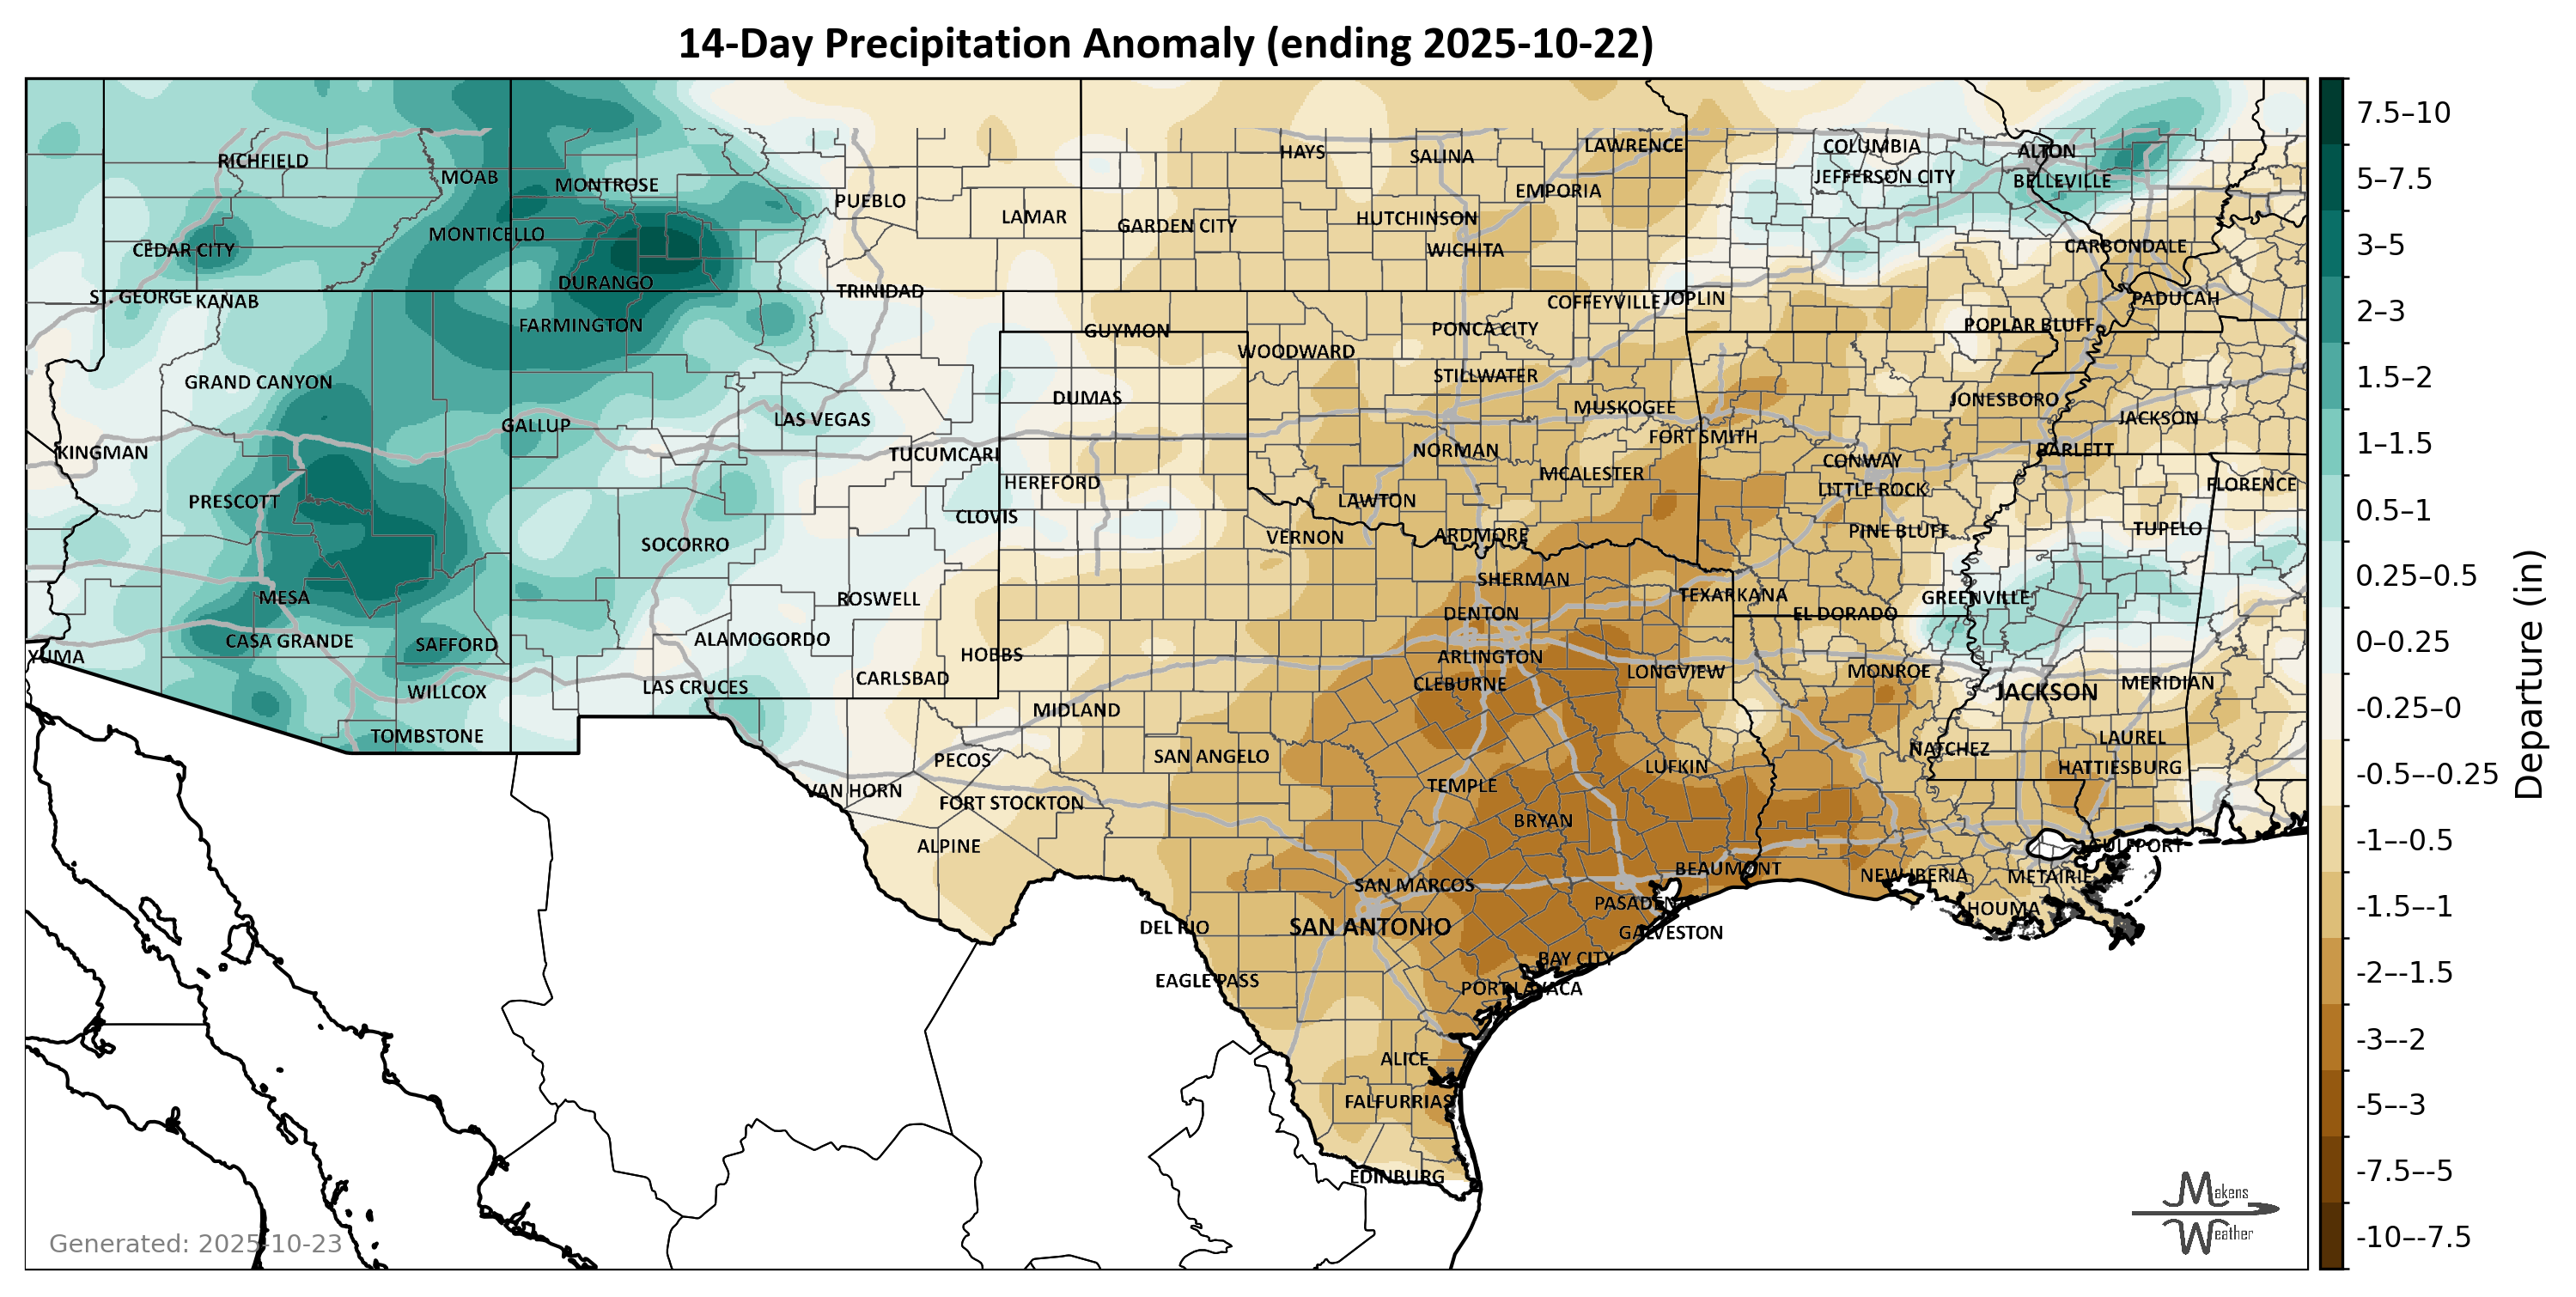 14-Day Precipitation Anomaly (ending 2025-10-22)
RICHFIELD
MOAB
MONTROSE
PUEBLO
LAMAR
HAYS
SALINA
LAWRENCE
COLUMBIA
ALTON
JEFFERSON CITY
BELLEVILLE
EMPORIA
GARDEN CITY
HUTCHINSON
WICHITA
CEDAR CITY
MONTICELLO
DURANGO
CARBONDALE
ST. GEORGE
KANAB
TRINIDAD
COFFEYVILLE
JOPLIN
PADUCAH
FARMINGTON
GUYMON
PONCA CITY
POPLAR BLUFF
WOODWARD
GRAND CANYON
DUMAS
STILLWATER
MUSKOGEE
JONESBORO
JACKSON
GALLUP
LAS VEGAS
FORT SMITH
KINGMAN
TUCUMCARI
NORMAN
CONWAY
BARLETT
MCALESTER
HEREFORD
LITTLE ROCK
FLORENCE
PRESCOTT
LAWTON
CLOVIS
PINE BLUFF
TUPELO
SOCORRO
VERNON
ARDMORE
SHERMAN
MESA
ROSWELL
TEXARKANA
GREENVILLE
DENTON
EL DORADO
CASA GRANDE
SAFFORD
ALAMOGORDO
YUMA
HOBBS
ARLINGTON
LONGVIEW
MONROE
CARLSBAD
CLEBURNE
WILLCOX
LAS CRUCES
JACKSON
MERIDIAN
MIDLAND
TOMBSTONE
LAUREL
NATCHEZ
SAN ANGELO
PECOS
LUFKIN
HATTIESBURG
VAN HORN
FORT STOCKTON
TEMPLE
BRYAN
ALPINE
GULFPORT
BEAUMONT
SAN MARCOS
NEW IBERIA
METAIRIE
PASADENA
HOUMA
DEL RIO
SAN ANTONIO
GALVESTON
BAY CITY
EAGLE PASS
PORT LAVACA
ALICE
FALFURRIAS
EDINBURG
Generated: 2025-10-23
Makens
Weather
7.5–10
5–7.5
3–5
2–3
1.5–2
1–1.5
0.5–1
0.25–0.5
0–0.25
-0.25–0
-0.5–-0.25
-1–-0.5
-1.5–-1
-2–-1.5
-3–-2
-5–-3
-7.5–-5
-10–-7.5
Departure (in)